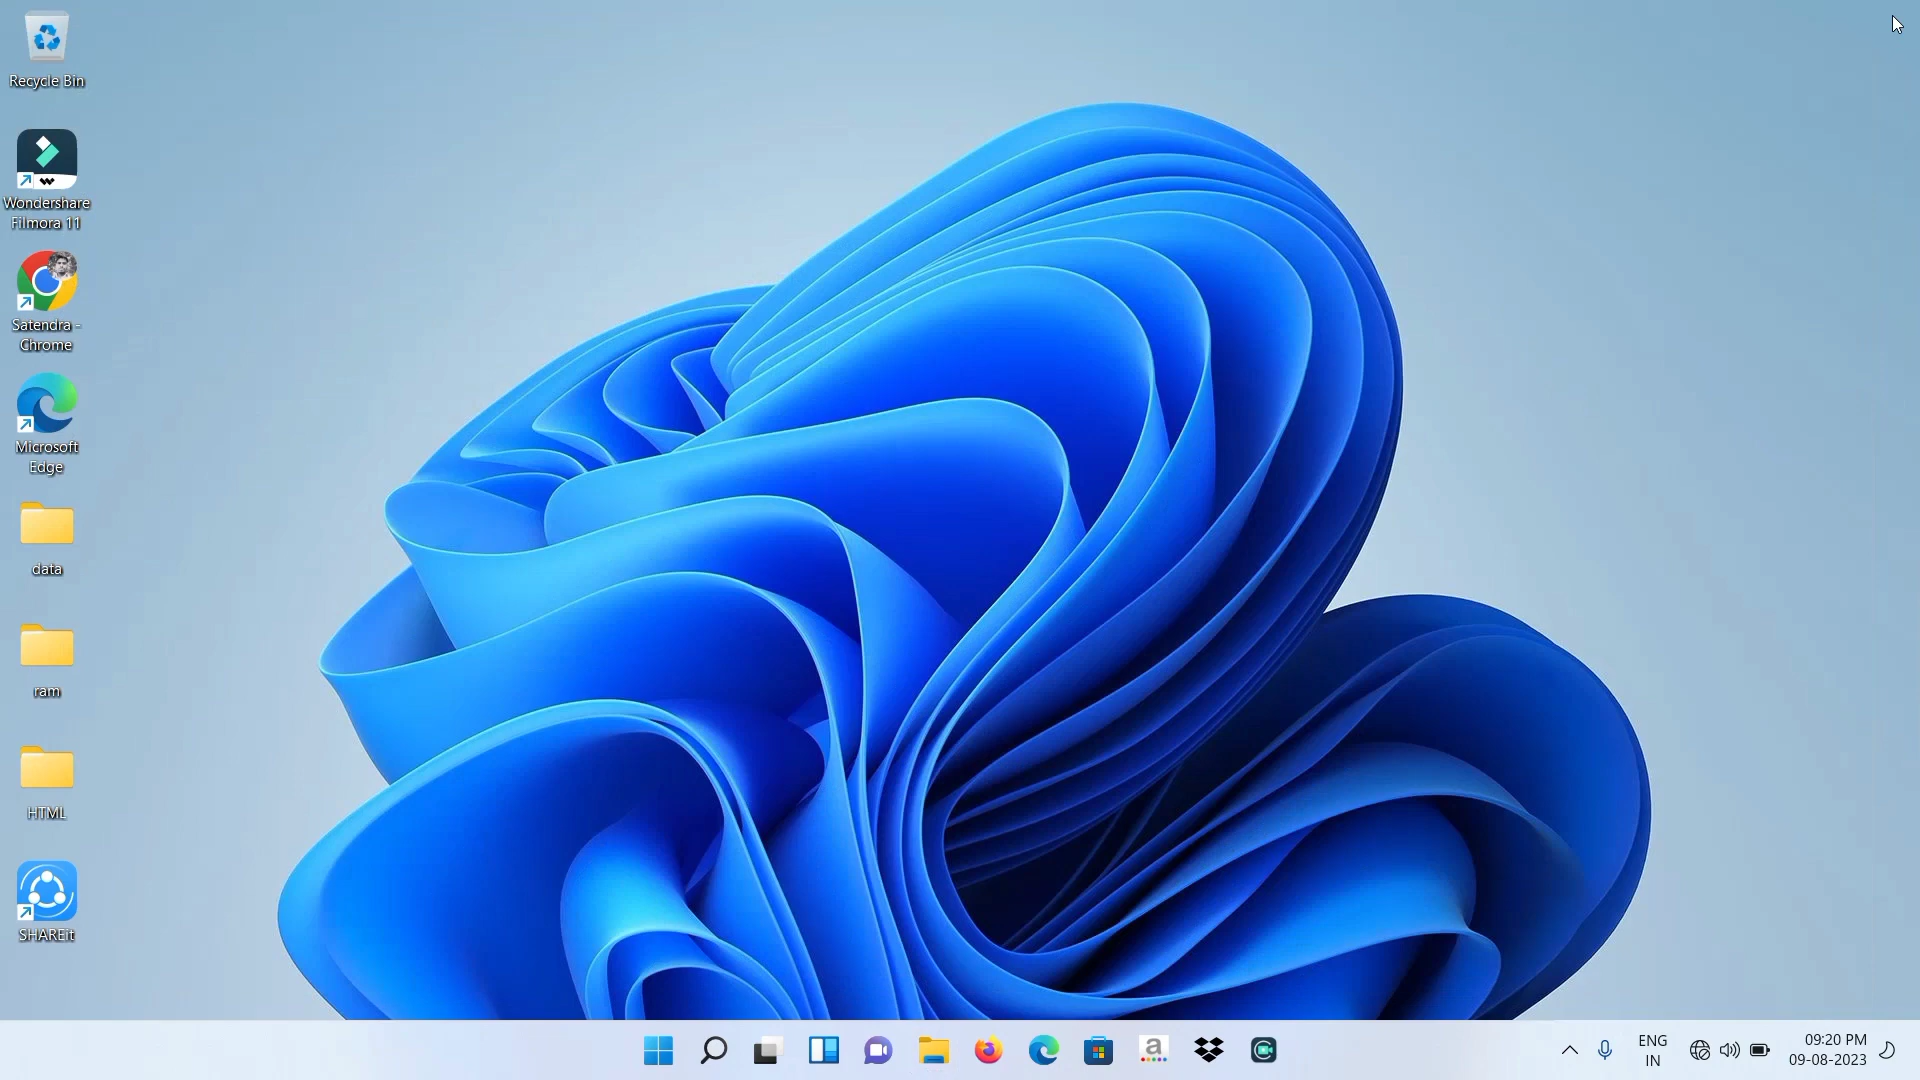 Recycle Bin
Wondershare
Filmora 11
Satendra -
Chrome
Microsoft
Edge
data
ram
HTML
SHAREit
a
ENG
IN
09:20 PM
09-08-2023